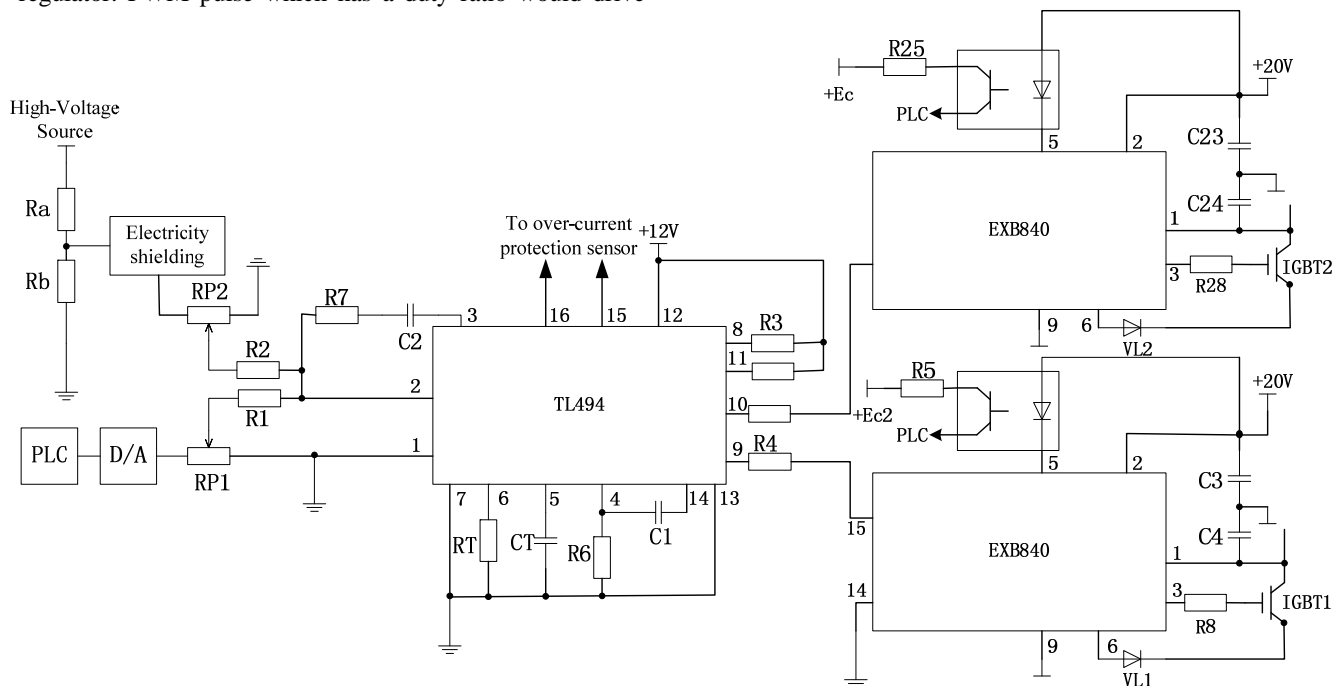 regulator. PWM pulse which has a duty ratio would drive
R25
+Ec
PLC
+20V
5
2
C23
C24
EXB840
1
3
R28
IGBT2
9
6
VL2
High-Voltage
Source
Ra
Rb
Electricity
shielding
RP2
R7
C2
3
To over-current
protection sensor
+12V
16
15
12
8
R3
11
10
9
R4
R2
R1
2
1
TL494
PLC
D/A
RP1
7
6
5
4
14
13
RT
CT
R6
C1
R5
+Ec2
PLC
+20V
5
2
C3
C4
15
14
EXB840
1
3
R8
IGBT1
9
6
VL1